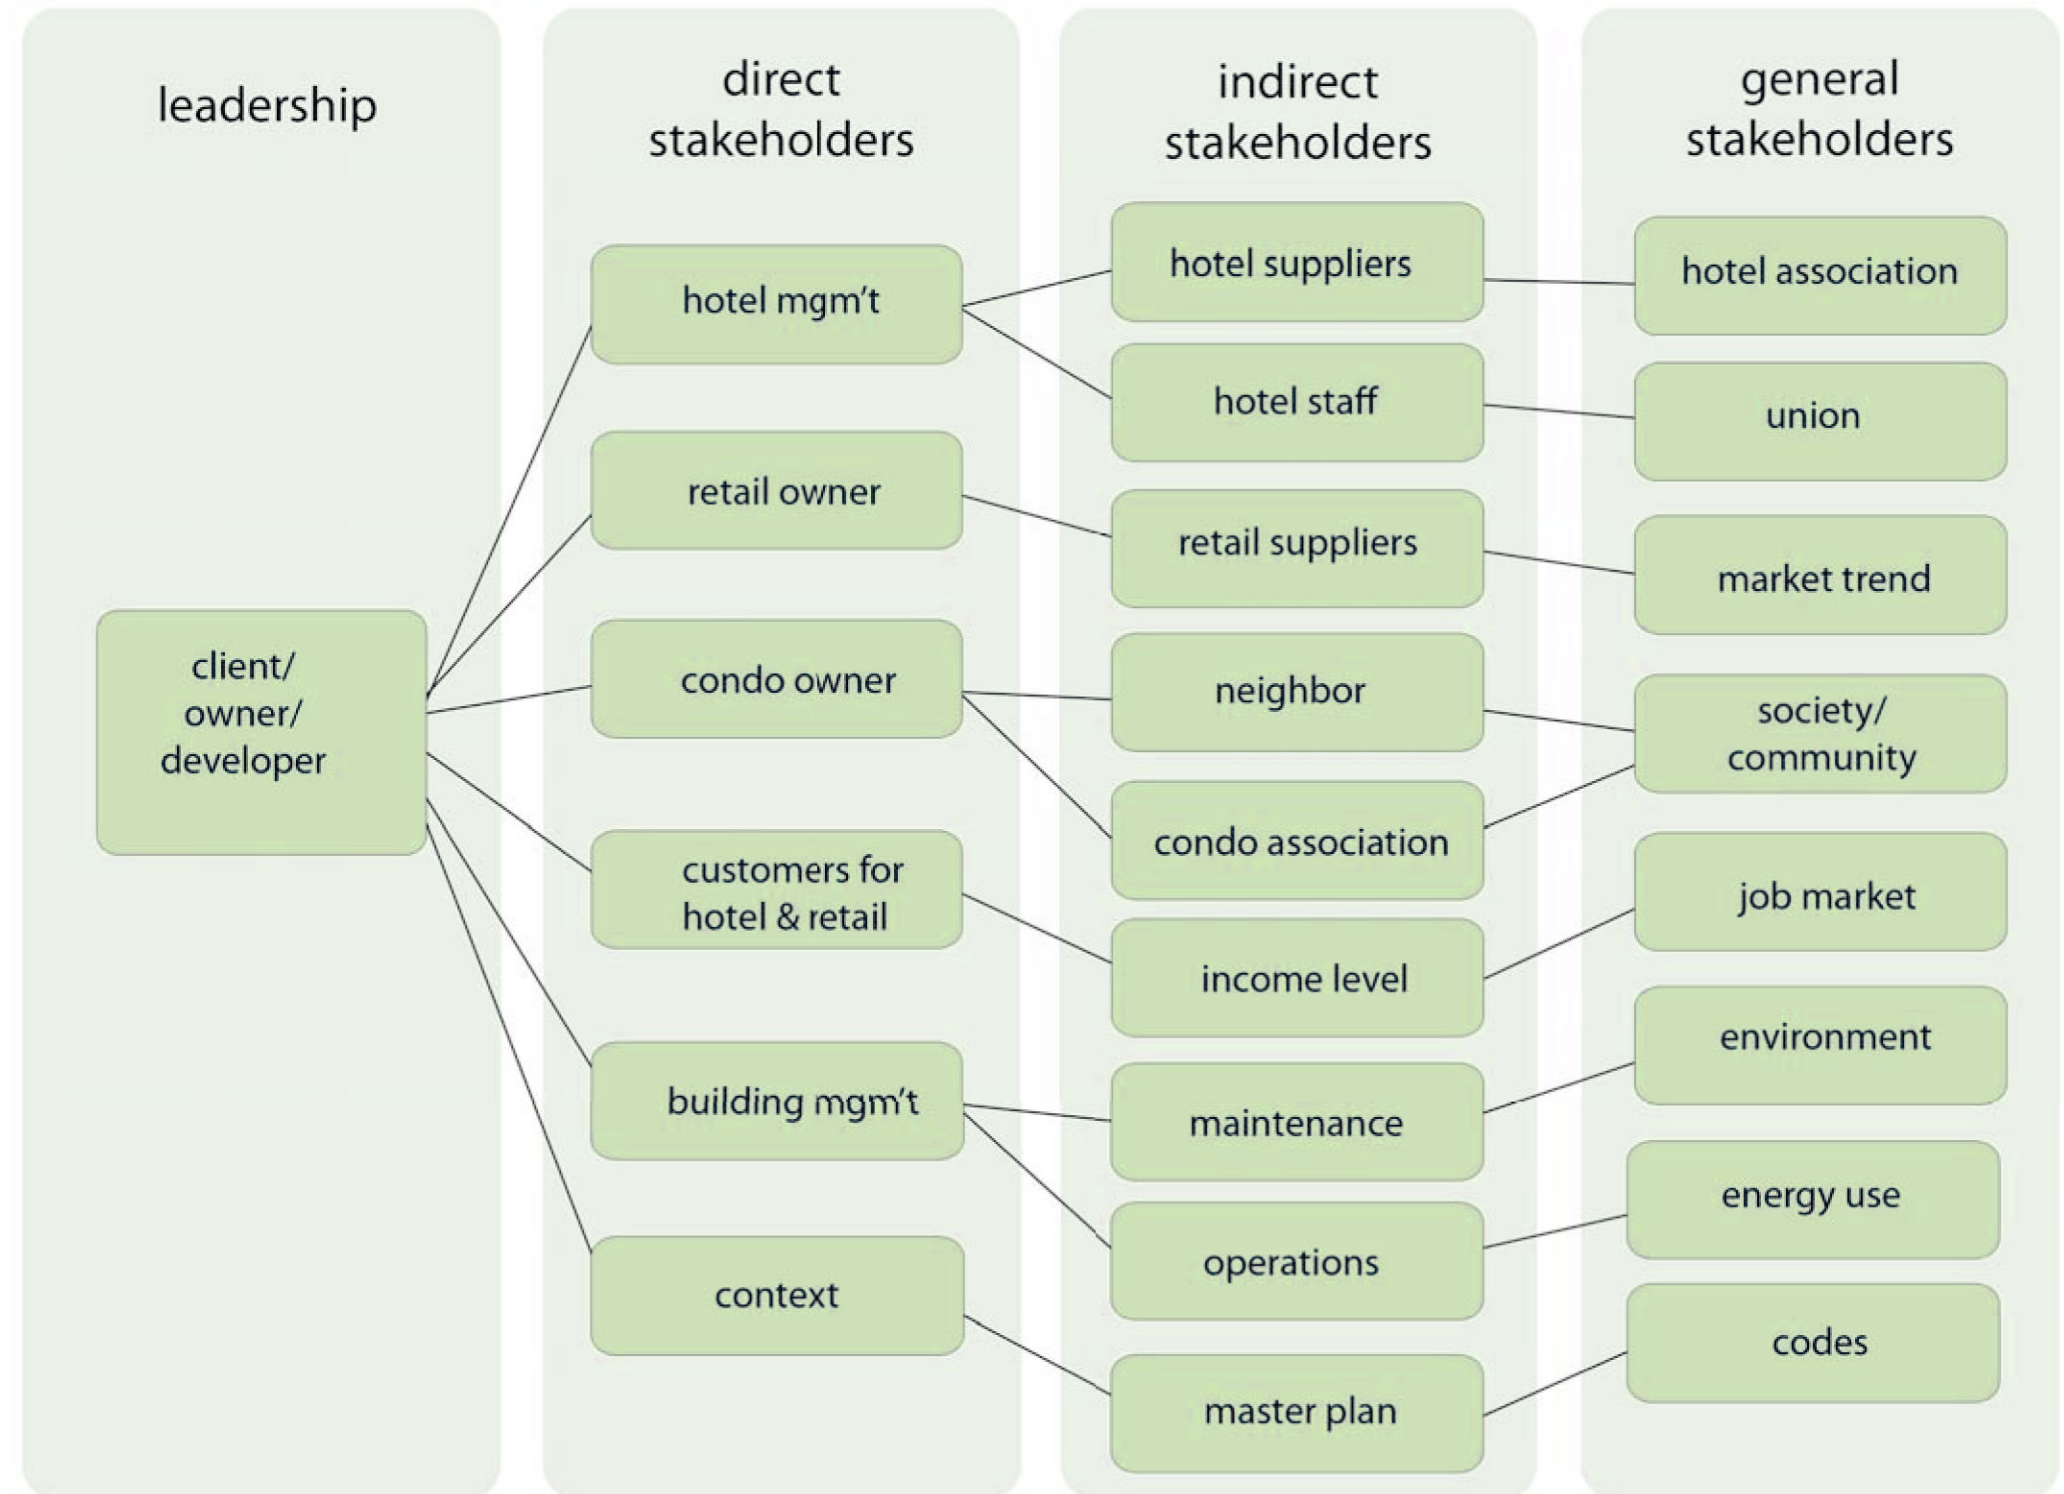 leadership
client/
owner/
developer
direct
stakeholders
hotel mgm't
retail owner
condo owner
customers for
hotel & retail
building mgm't
context
indirect
stakeholders
hotel suppliers
hotel staff
retail suppliers
neighbor
condo association
income level
maintenance
operations
master plan
general
stakeholders
hotel association
union
market trend
society/
community
job market
environment
energy use
codes